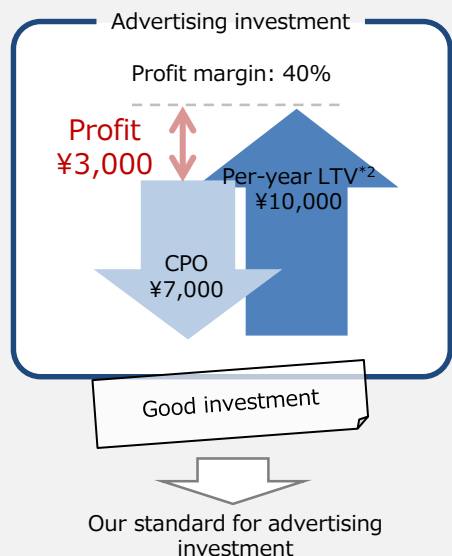 Advertising investment
Profit margin: 40%
Profit
¥3,000
Per-year LTV*2
¥10,000
CPO
¥7,000
Good investment
Our standard for advertising
investment